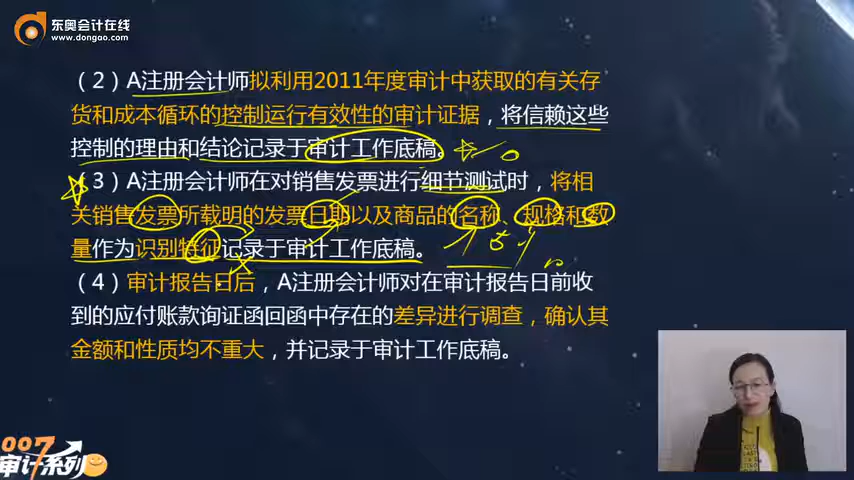 东奥会计在线
www.dongao.com
（2）A注册会计师拟利用2011年度审计中获取的有关存
货和成本循环的控制运行有效性的审计证据，将信赖这些
控制的理由和结论记录于审计工作底稿。
（3）A注册会计师在对销售发票进行细节测试时，将相
关销售发票所载明的发票日期以及商品的名称、规格和数
量作为识别特征记录于审计工作底稿。
（4）审计报告日后，A注册会计师对在审计报告日前收
到的应付账款询证函回函中存在的差异进行调查，确认其
金额和性质均不重大，并记录于审计工作底稿。
007
审计系列